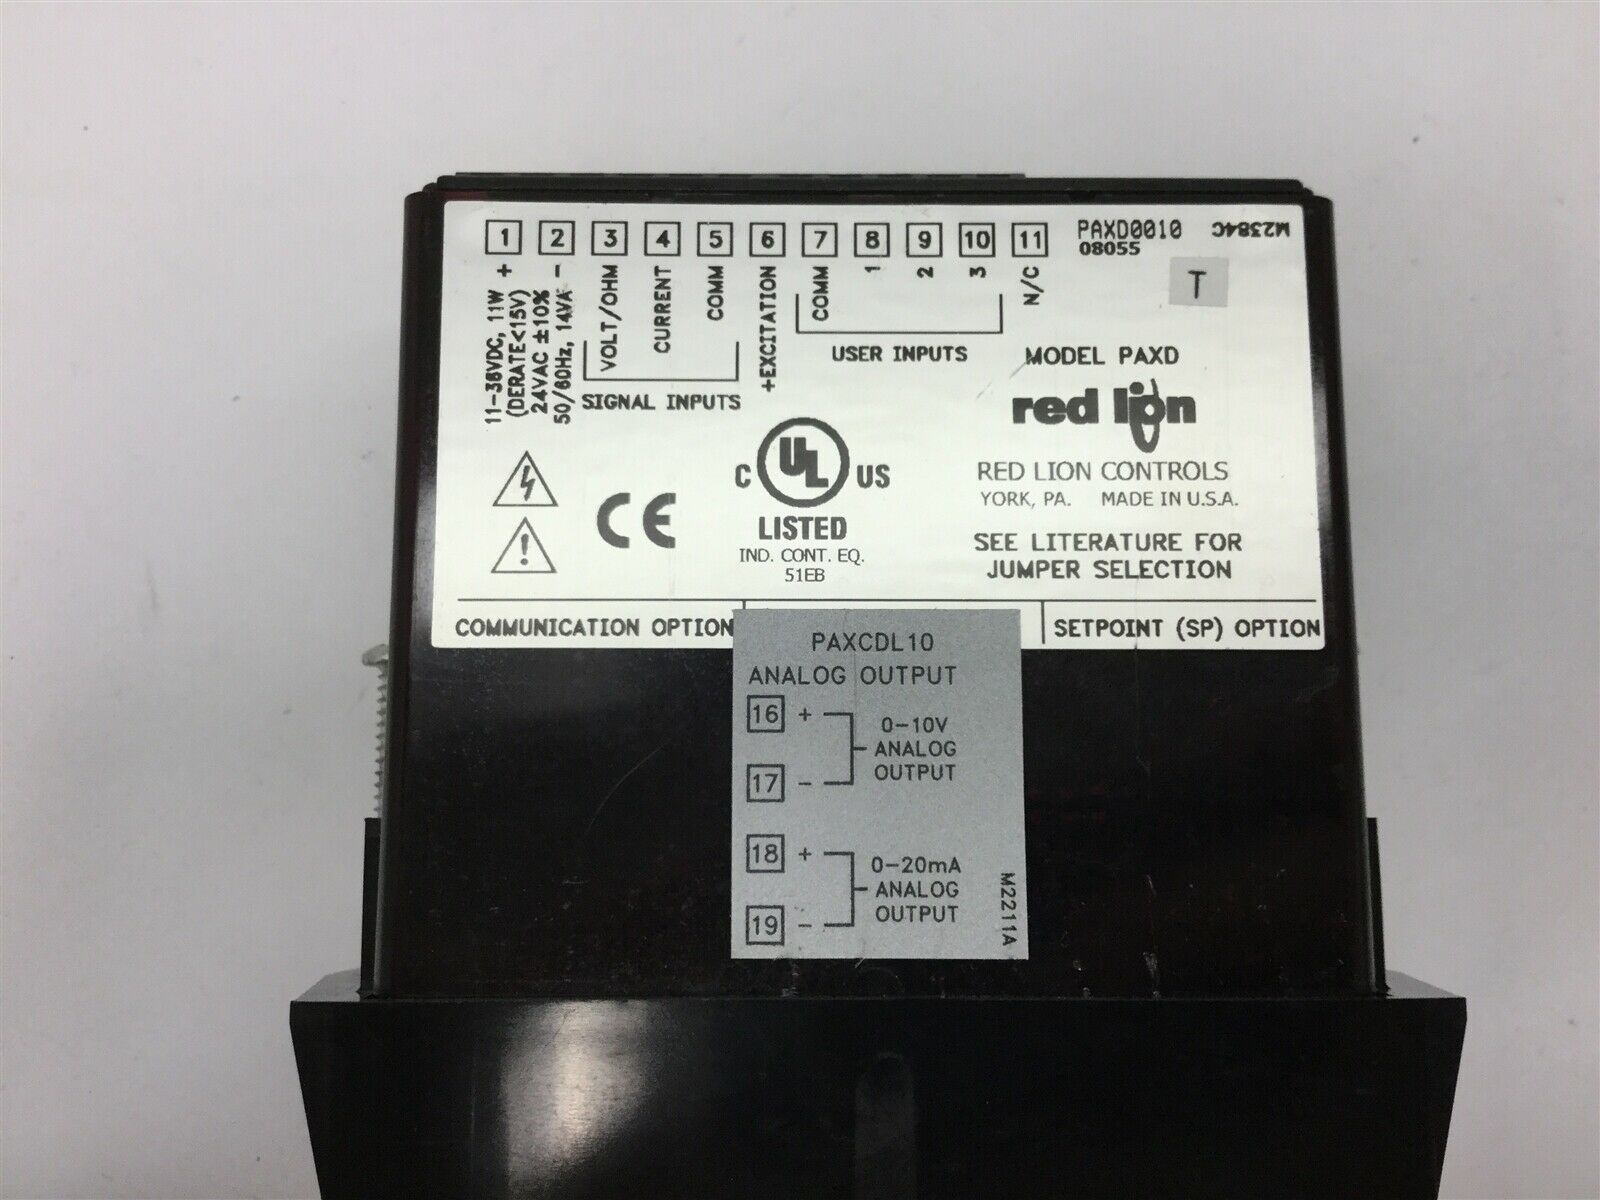 1 2 3 4 5 6 7 8 9 10 11
PAXD0010
08055
M2384C
T
11-36VDC, 11W +
(DERATE<15V)
24VAC ±10%
50/60Hz, 14VA -
VOLT/OHM
CURRENT
COMM
SIGNAL INPUTS
+EXCITATION
COMM
1
2
3
USER INPUTS
N/C
MODEL PAXD
red lion
RED LION CONTROLS
YORK, PA. MADE IN U.S.A.
SEE LITERATURE FOR
JUMPER SELECTION
CE
C UL US
LISTED
IND. CONT. EQ.
51EB
COMMUNICATION OPTION
SETPOINT (SP) OPTION
PAXCDL10
ANALOG OUTPUT
16 +
17 -
0-10V
ANALOG
OUTPUT
18 +
19 -
0-20mA
ANALOG
OUTPUT
M2211A